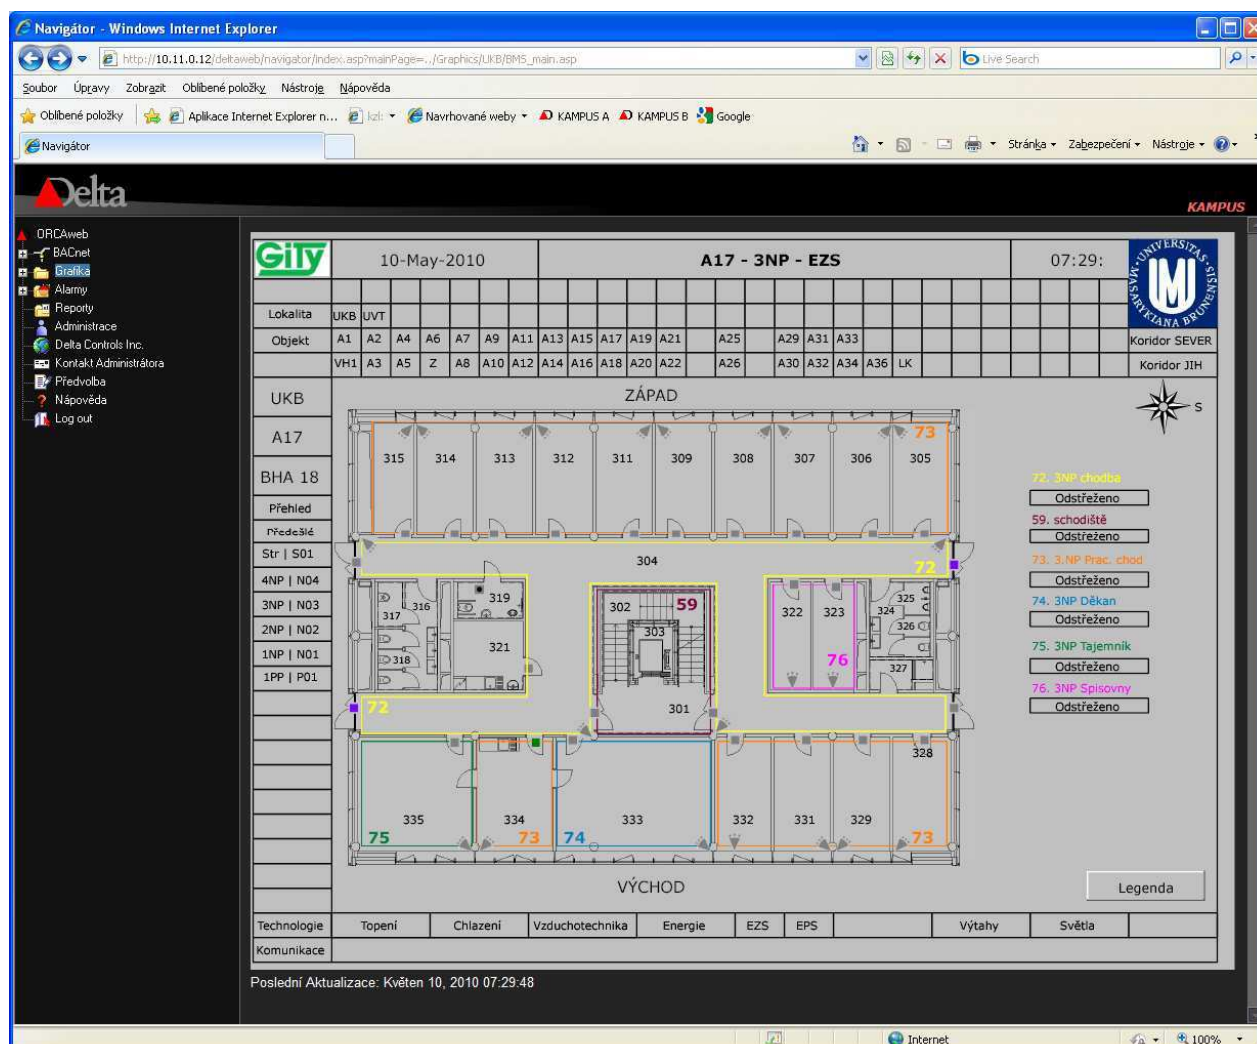 Navigátor - Windows Internet Explorer
http://10.11.0.12/deltaweb/navigator/index.asp?mainPage=../Graphics/UKB/BMS_main.asp
Live Search
Soubor Úpravy Zobrazit Oblíbené položky Nástroje Nápověda
Oblíbené položky Aplikace Internet Explorer n... Navrhované weby KAMPUS A KAMPUS B Google
Navigátor
Stránka Zabezpečení Nástroje
Delta
KAMPUS
ORCAweb
BACnet
Grafika
Alarmy
Reporty
Administrace
Delta Controls Inc.
Kontakt Administrátora
Předvolba
Nápověda
Log out
GiTy 10-May-2010 A17 - 3NP - EZS 07:29:
UNIVERSITAS MASARYKIANA BRUNENSIS
Lokalita UKB UVT
Objekt A1 A2 A4 A6 A7 A9 A11 A13 A15 A17 A19 A21 A25 A29 A31 A33 Koridor SEVER
VH1 A3 A5 Z A8 A10 A12 A14 A16 A18 A20 A22 A26 A30 A32 A34 A36 LK Koridor JIH
UKB
A17
BHA 18
Přehled
Předešlé
Str | S01
4NP | N04
3NP | N03
2NP | N02
1NP | N01
1PP | P01
ZÁPAD
S
73
315 314 313 312 311 309 308 307 306 305
304
72
317 316 319 302 59 322 323 324 325
303 326
318 321 76 327
72 301
328
335 334 333 332 331 329
75 73 74 73
VÝCHOD
72. 3NP chodba
Odstřeženo
59. schodiště
Odstřeženo
73. 3.NP Prac. chod
Odstřeženo
74. 3NP Děkan
Odstřeženo
75. 3NP Tajemník
Odstřeženo
76. 3NP Spisovny
Odstřeženo
Legenda
Technologie Topení Chlazení Vzduchotechnika Energie EZS EPS Výtahy Světla
Komunikace
Poslední Aktualizace: Květen 10, 2010 07:29:48
Internet 100%